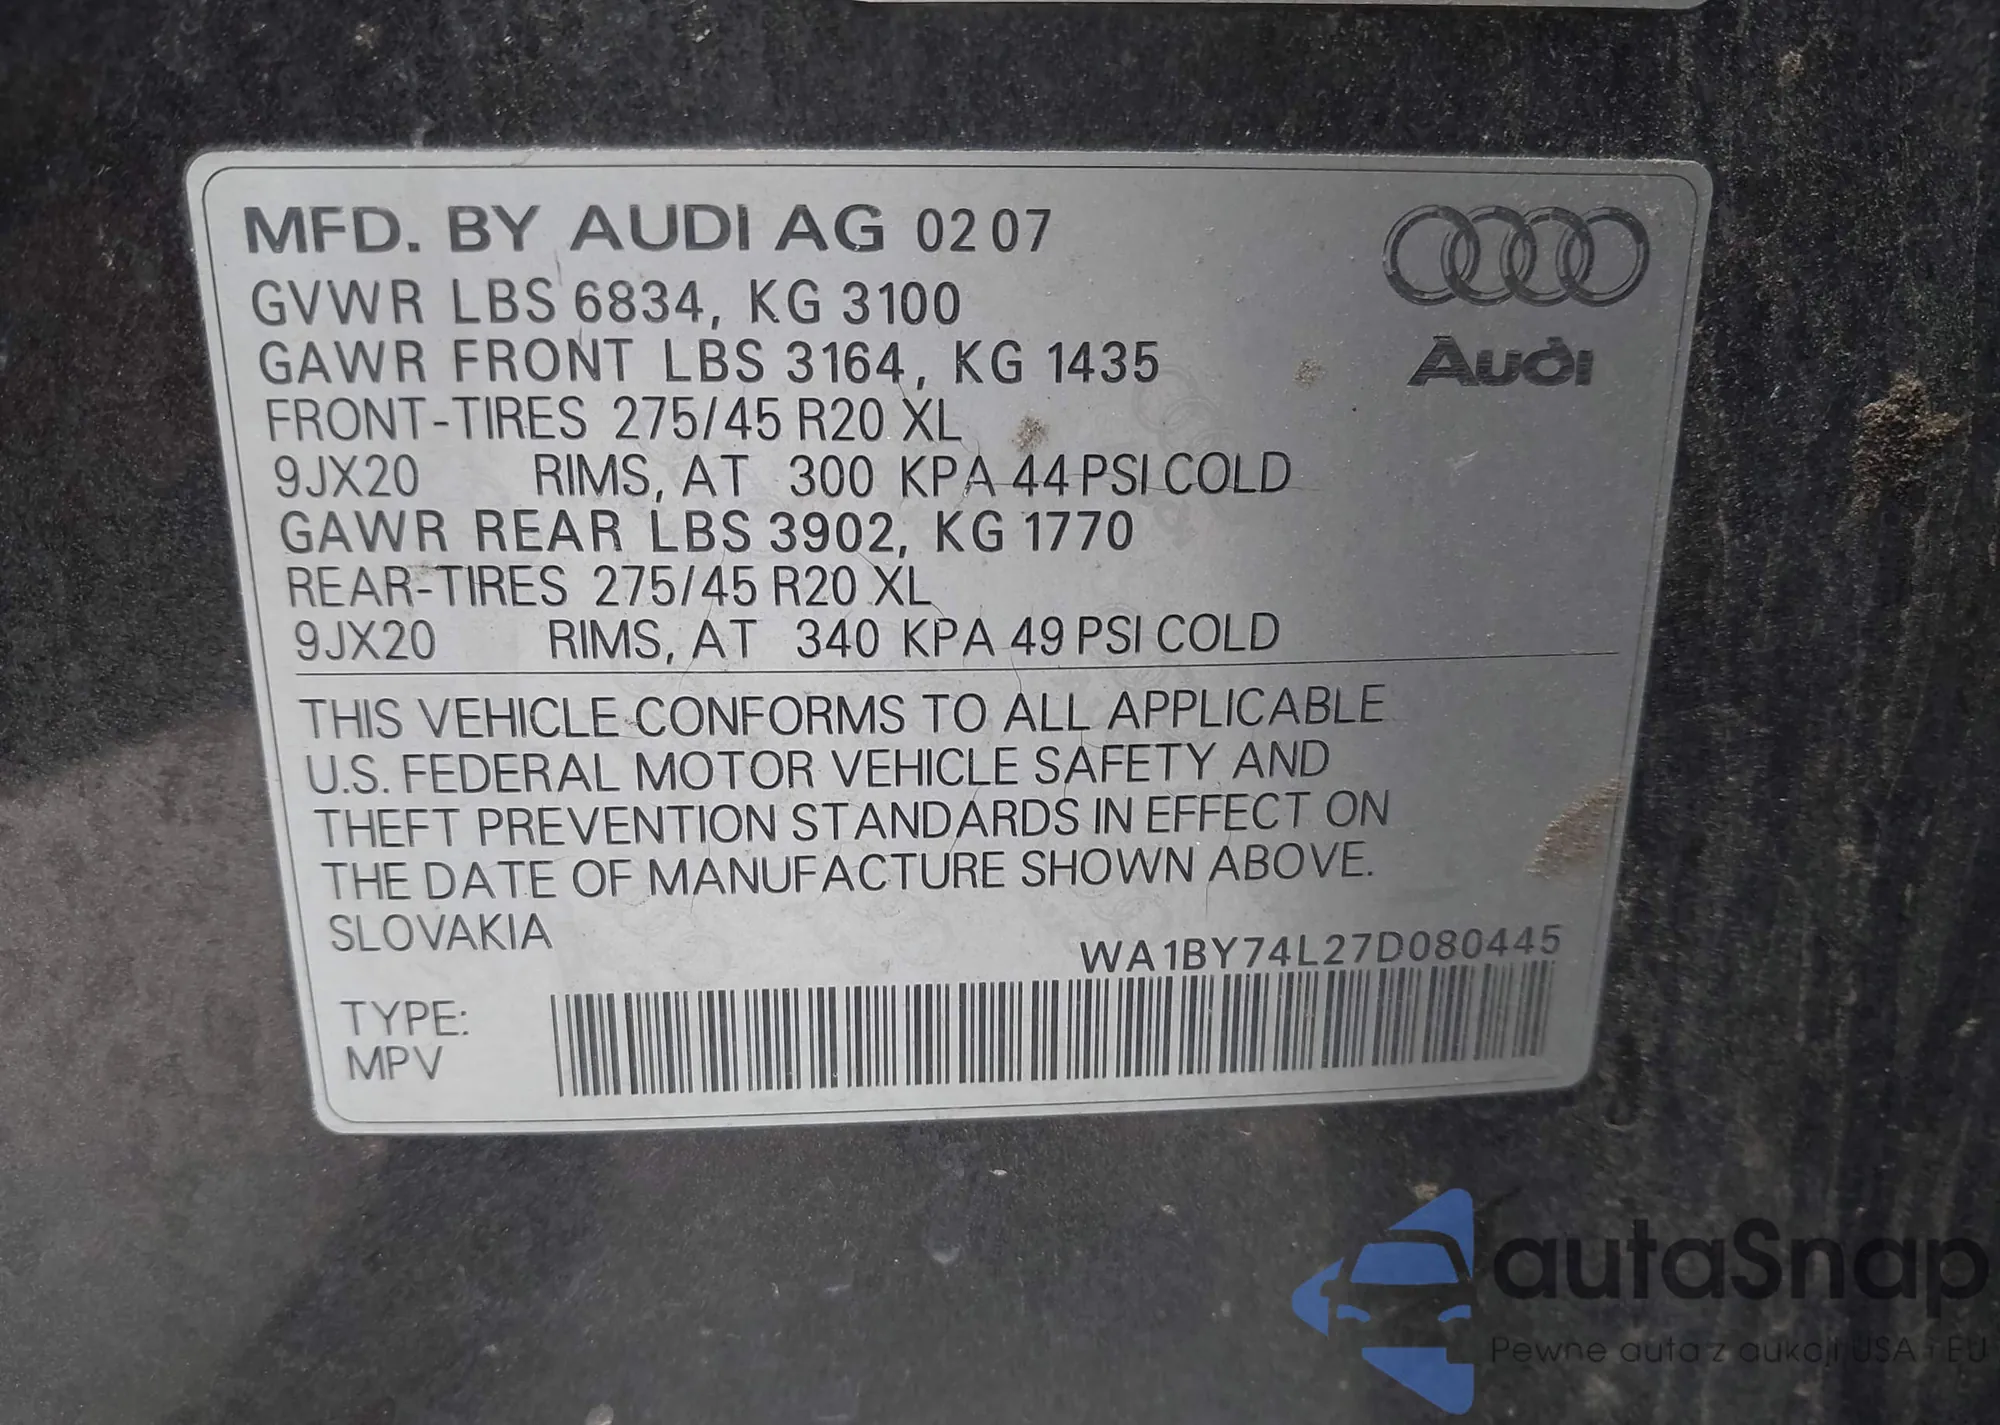 MFD. BY AUDI AG 02 07
GVWR LBS 6834, KG 3100
GAWR FRONT LBS 3164, KG 1435
FRONT-TIRES 275/45 R20 XL
9JX20 RIMS, AT 300 KPA 44 PSI COLD
GAWR REAR LBS 3902, KG 1770
REAR-TIRES 275/45 R20 XL
9JX20 RIMS, AT 340 KPA 49 PSI COLD
Audi
THIS VEHICLE CONFORMS TO ALL APPLICABLE
U.S. FEDERAL MOTOR VEHICLE SAFETY AND
THEFT PREVENTION STANDARDS IN EFFECT ON
THE DATE OF MANUFACTURE SHOWN ABOVE.
SLOVAKIA
WA1BY74L27D080445
TYPE:
MPV
autaSnap
Pewne auta z aukcji USA i EU